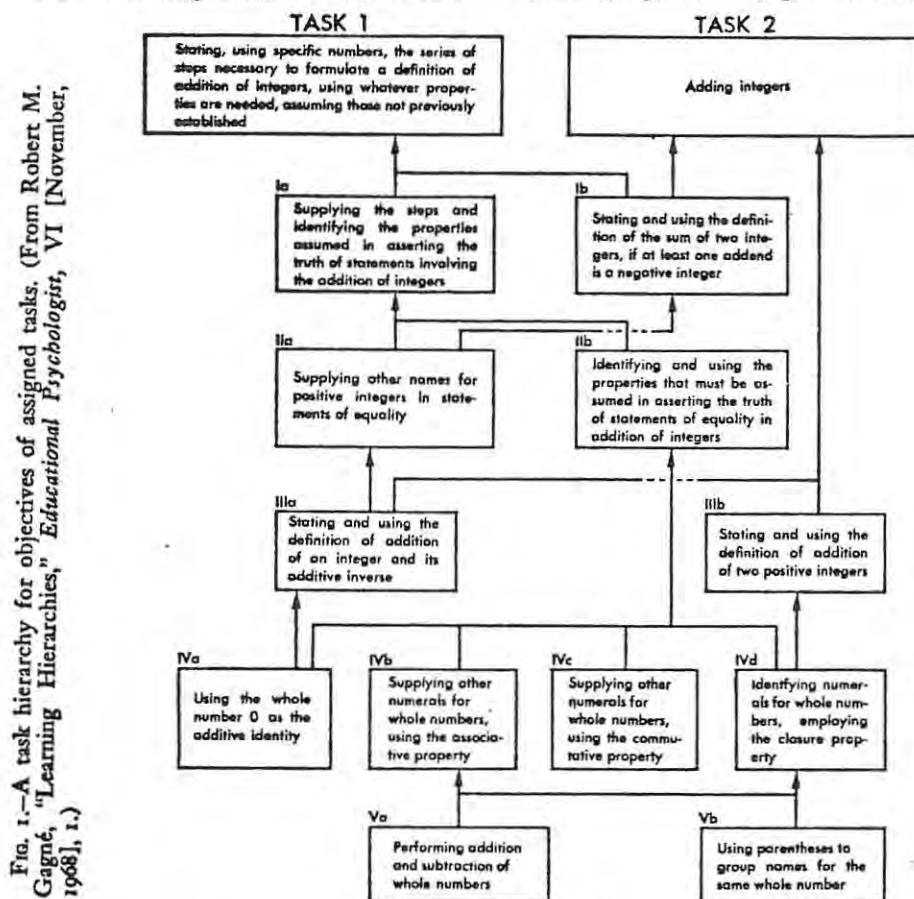 TASK 1
Stating, using specific numbers, the series of
steps necessary to formulate a definition of
addition of integers, using whatever proper-
ties are needed, assuming those not previously
established
TASK 2
Adding integers
Ia
Supplying the steps and
identifying the properties
assumed in asserting the
truth of statements involving
the addition of integers
Ib
Stating and using the defini-
tion of the sum of two inte-
gers, if at least one addend
is a negative integer
IIa
Supplying other names for
positive integers in state-
ments of equality
IIb
Identifying and using the
properties that must be as-
sumed in asserting the truth
of statements of equality in
addition of integers
IIIa
Stating and using the
definition of addition
of an integer and its
additive inverse
IIIb
Stating and using the
definition of addition
of two positive integers
IVa
Using the whole
number 0 as the
additive identity
IVb
Supplying other
numerals for
whole numbers,
using the associa-
tive property
IVc
Supplying other
numerals for
whole numbers,
using the commu-
tative property
IVd
Identifying numer-
als for whole num-
bers, employing
the closure prop-
erty
Va
Performing addition
and subtraction of
whole numbers
Vb
Using parentheses to
group names for the
same whole number
FIG. 1.—A task hierarchy for objectives of assigned tasks. (From Robert M.
Gagné, "Learning Hierarchies," Educational Psychologist, VI [November,
1968], 1.)